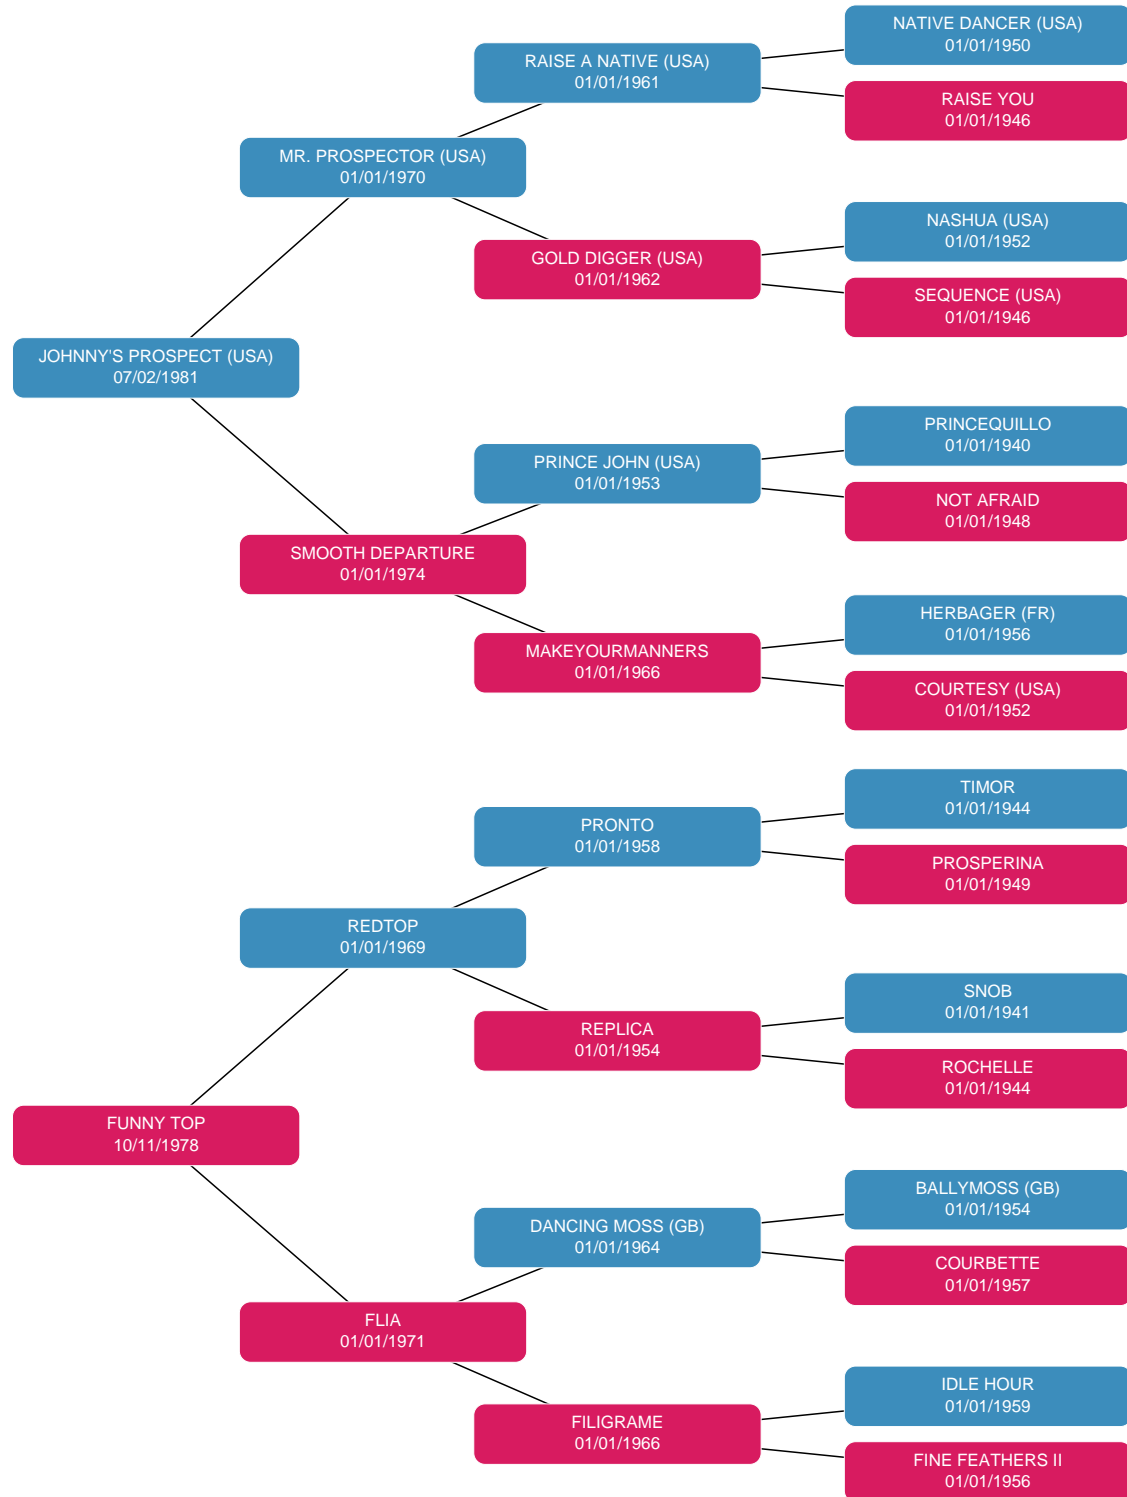 NATIVE DANCER (USA)
01/01/1950
RAISE A NATIVE (USA)
01/01/1961
RAISE YOU
01/01/1946
MR. PROSPECTOR (USA)
01/01/1970
NASHUA (USA)
01/01/1952
GOLD DIGGER (USA)
01/01/1962
SEQUENCE (USA)
01/01/1946
JOHNNY'S PROSPECT (USA)
07/02/1981
PRINCEQUILLO
01/01/1940
PRINCE JOHN (USA)
01/01/1953
NOT AFRAID
01/01/1948
SMOOTH DEPARTURE
01/01/1974
HERBAGER (FR)
01/01/1956
MAKEYOURMANNERS
01/01/1966
COURTESY (USA)
01/01/1952
TIMOR
01/01/1944
PRONTO
01/01/1958
PROSPERINA
01/01/1949
REDTOP
01/01/1969
SNOB
01/01/1941
REPLICA
01/01/1954
ROCHELLE
01/01/1944
FUNNY TOP
10/11/1978
BALLYMOSS (GB)
01/01/1954
DANCING MOSS (GB)
01/01/1964
COURBETTE
01/01/1957
FLIA
01/01/1971
IDLE HOUR
01/01/1959
FILIGRAME
01/01/1966
FINE FEATHERS II
01/01/1956